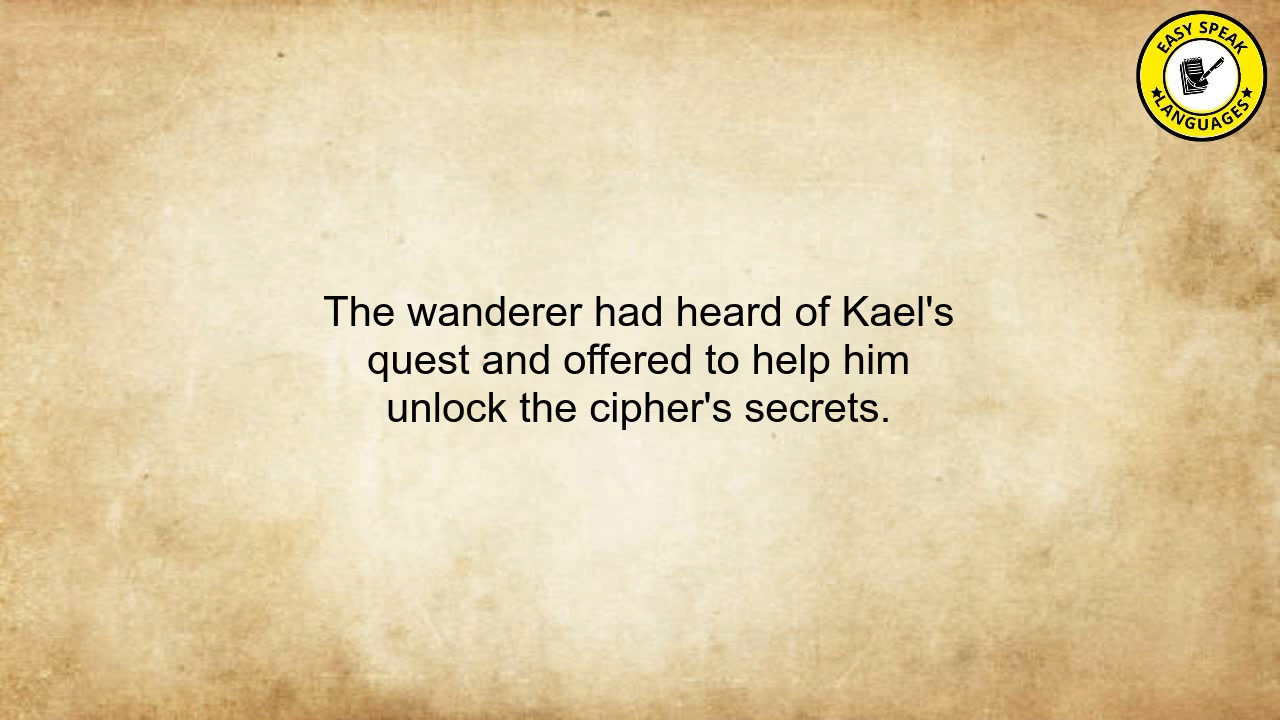 EASY SPEAK
LANGUAGES
The wanderer had heard of Kael's
quest and offered to help him
unlock the cipher's secrets.